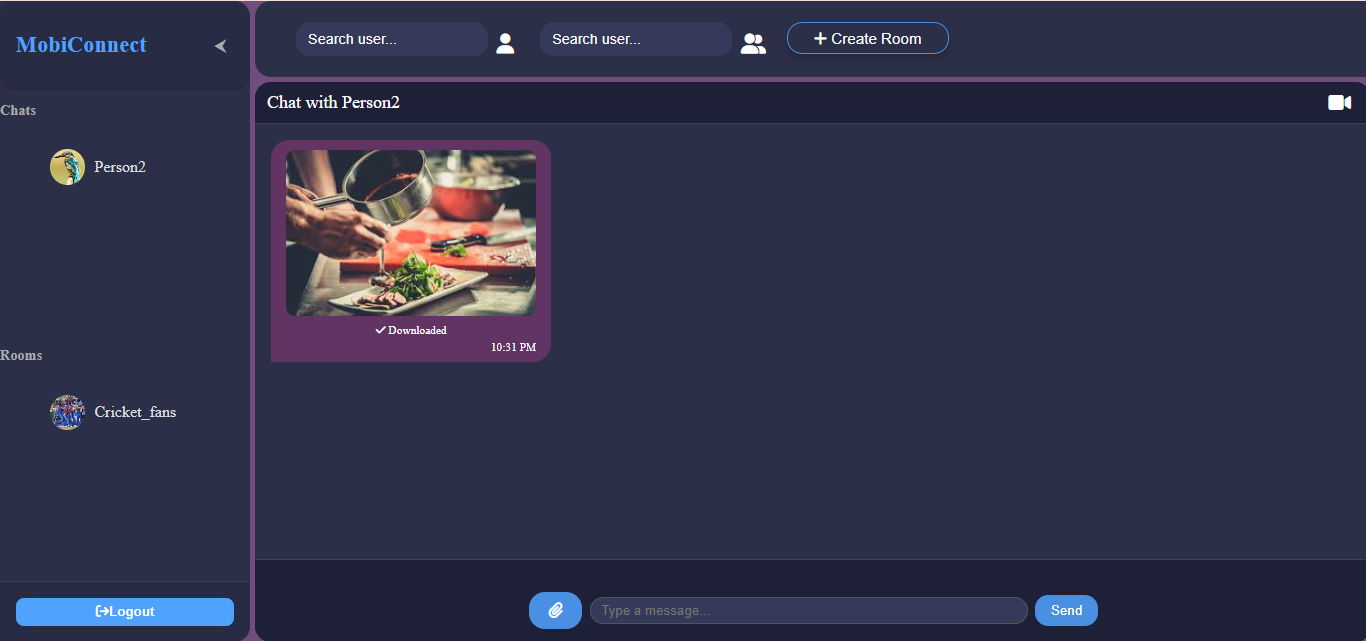 MobiConnect
Search user...
Search user...
Create Room
Chats
Person2
Rooms
Cricket_fans
Logout
Chat with Person2
Downloaded
10:31 PM
Type a message...
Send